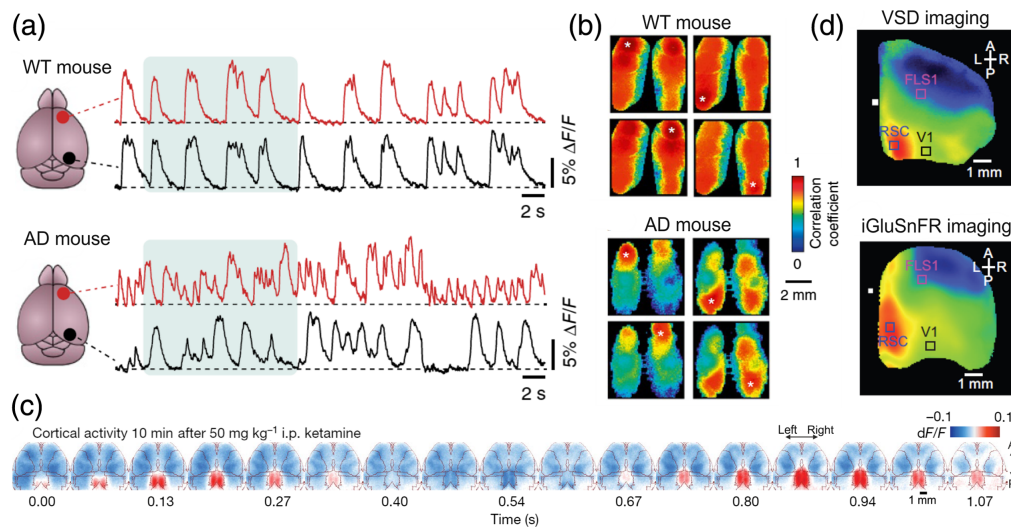 (a)
WT mouse
5% ΔF/F
2 s
AD mouse
5% ΔF/F
2 s
(b)
WT mouse
* *
* *
AD mouse
* *
* *
1
0
Correlation
coefficient
2 mm
(d)
VSD imaging
A
L R
P
FLS1
RSC
V1
1 mm
iGluSnFR imaging
A
L R
P
FLS1
RSC
V1
1 mm
(c)
Cortical activity 10 min after 50 mg kg⁻¹ i.p. ketamine
Left Right
−0.1 0.1
dF/F
1 mm
0.00 0.13 0.27 0.40 0.54 0.67 0.80 0.94 1.07
Time (s)